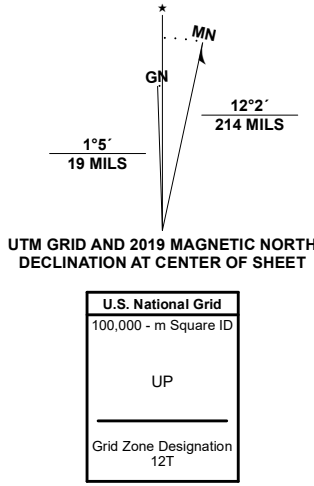 ★
MN
GN
12°2´
214 MILS
1°5´
19 MILS
UTM GRID AND 2019 MAGNETIC NORTH
DECLINATION AT CENTER OF SHEET
U.S. National Grid
100,000 - m Square ID
UP
Grid Zone Designation
12T